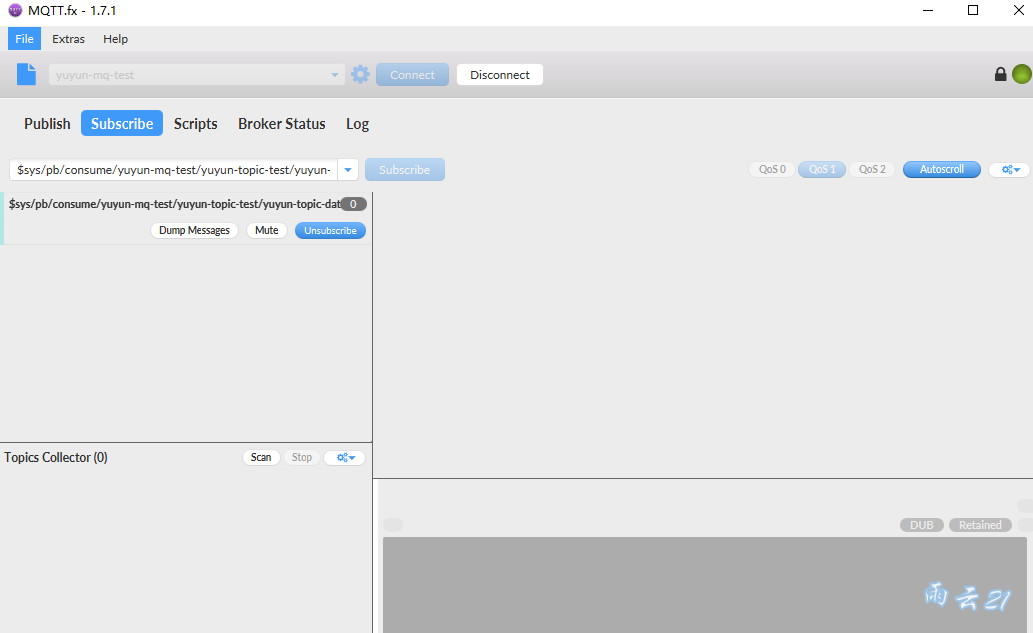 MQTT.fx - 1.7.1
File Extras Help
yuyun-mq-test Connect Disconnect
Publish Subscribe Scripts Broker Status Log
$sys/pb/consume/yuyun-mq-test/yuyun-topic-test/yuyun- Subscribe QoS 0 QoS 1 QoS 2 Autoscroll
$sys/pb/consume/yuyun-mq-test/yuyun-topic-test/yuyun-topic-dat 0
Dump Messages Mute Unsubscribe
Topics Collector (0) Scan Stop
DUB Retained
雨云21